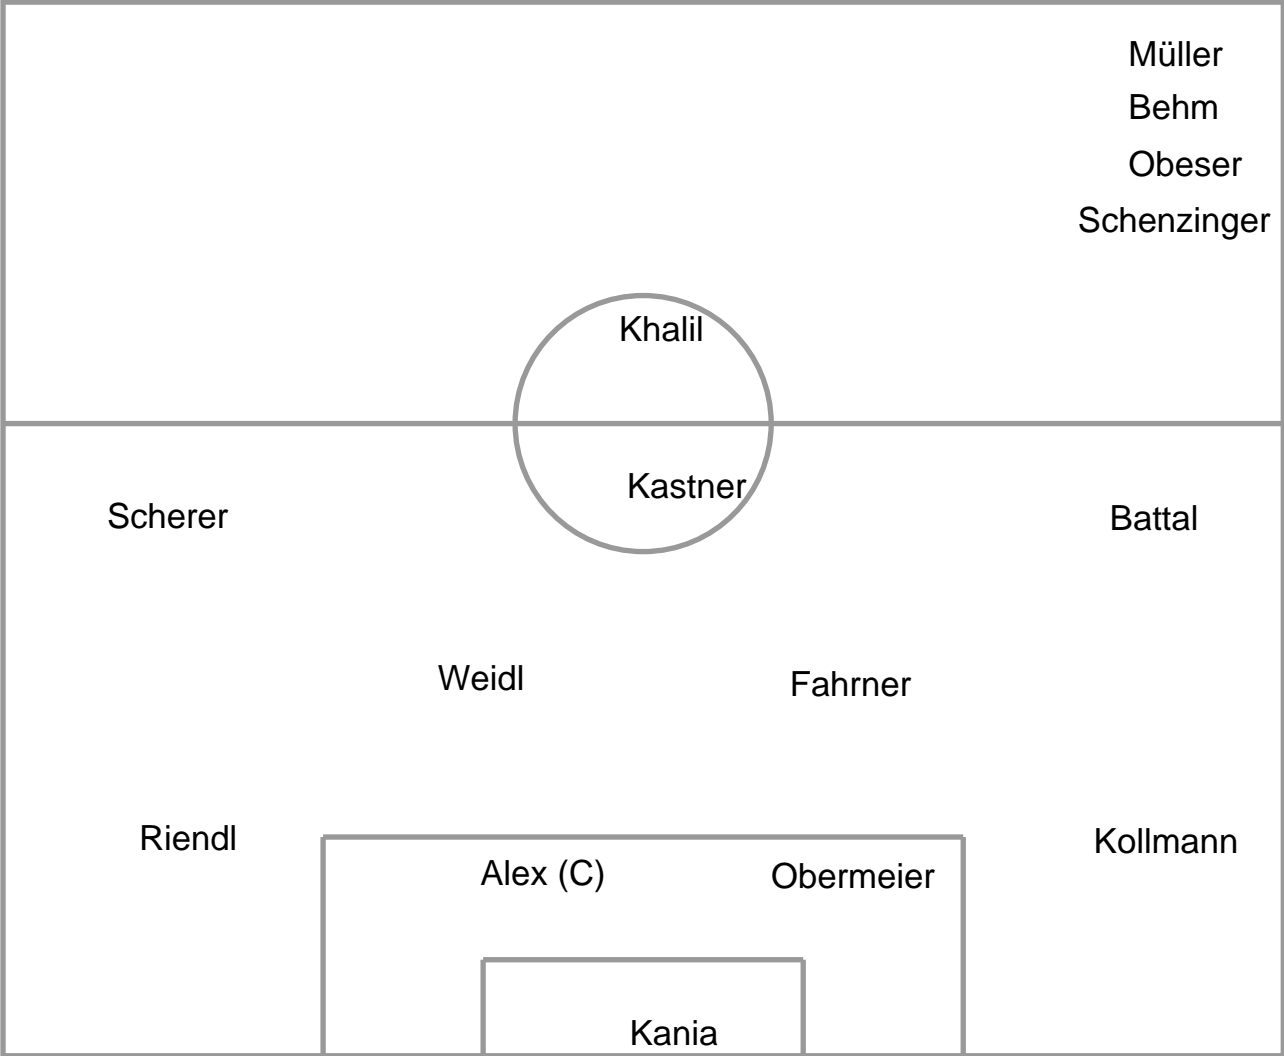 Müller
Behm
Obeser
Schenzinger
Khalil
Kastner
Scherer
Battal
Weidl
Fahrner
Riendl
Kollmann
Alex (C)
Obermeier
Kania